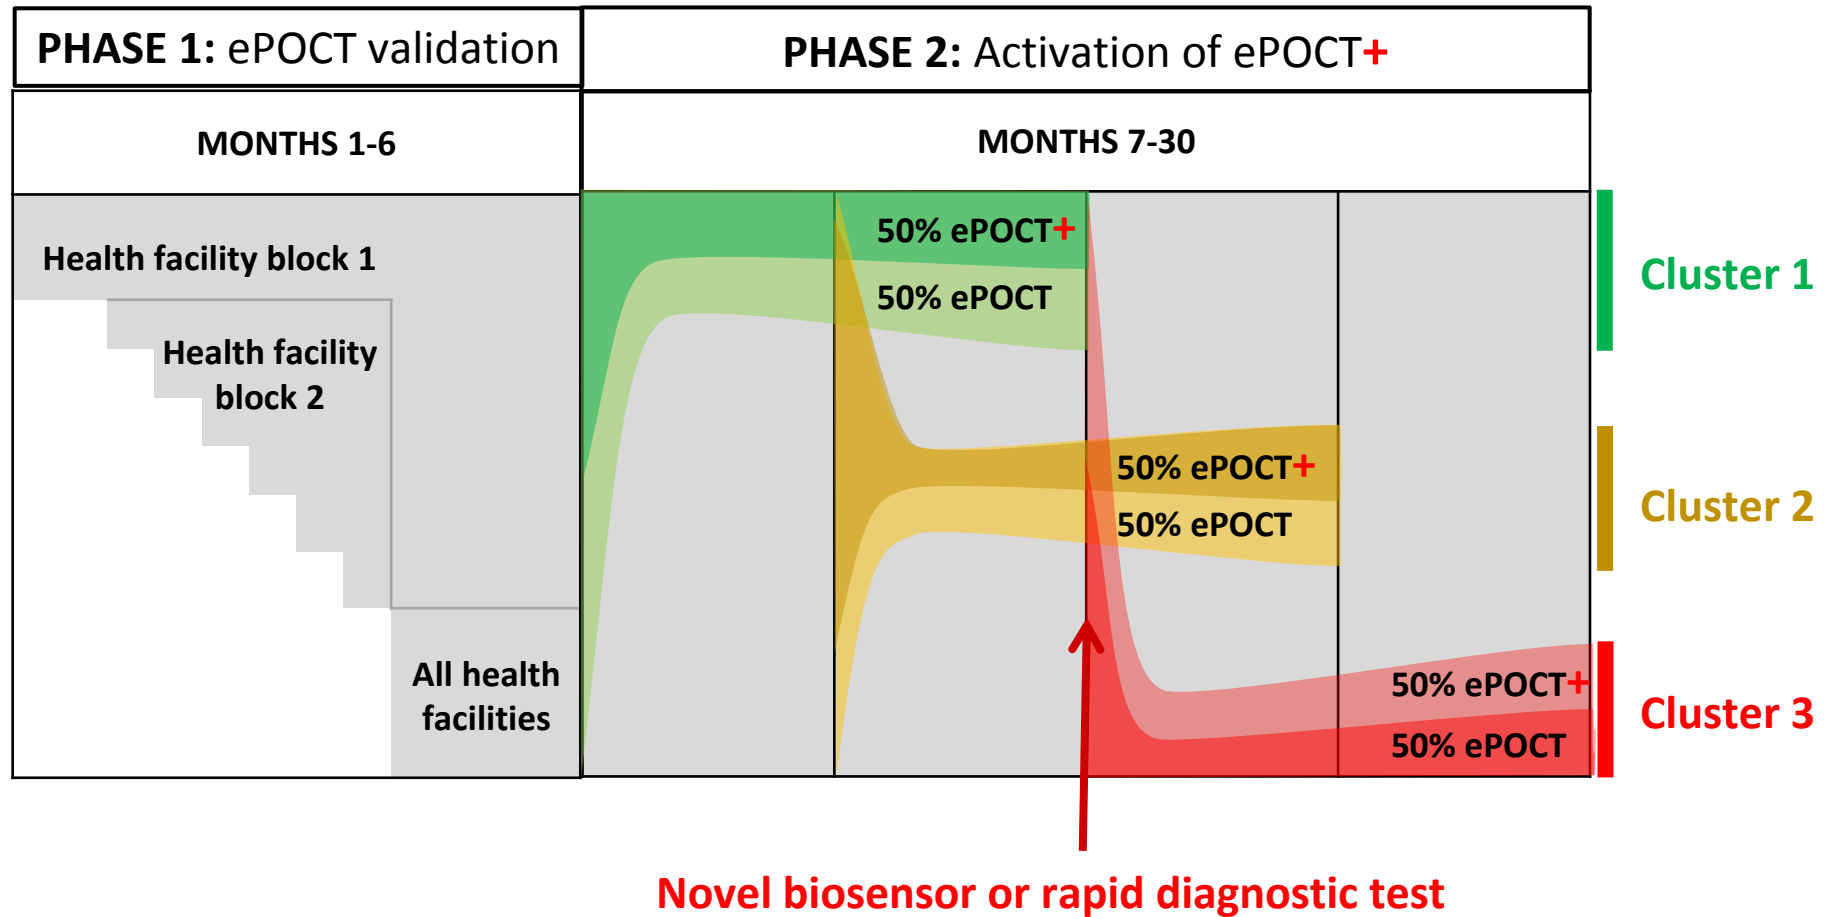 PHASE 1: ePOCT validation
PHASE 2: Activation of ePOCT+
MONTHS 1-6
MONTHS 7-30
Health facility block 1
Health facility
block 2
All health
facilities
50% ePOCT+
50% ePOCT
50% ePOCT+
50% ePOCT
50% ePOCT+
50% ePOCT
Cluster 1
Cluster 2
Cluster 3
Novel biosensor or rapid diagnostic test